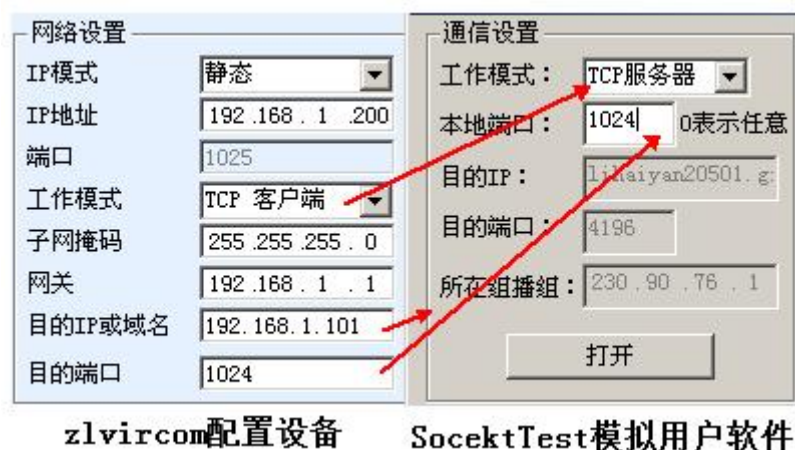 网络设置
IP模式 静态
IP地址 192 .168 . 1 .200
端口 1025
工作模式 TCP 客户端
子网掩码 255 .255 .255 . 0
网关 192 .168 . 1 . 1
目的IP或域名 192.168.1.101
目的端口 1024
zlvircom配置设备
通信设置
工作模式： TCP服务器
本地端口： 1024 0表示任意
目的IP： lihaiyan20501.g
目的端口： 4196
所在组播组： 230 .90 .76 . 1
打开
SocektTest模拟用户软件